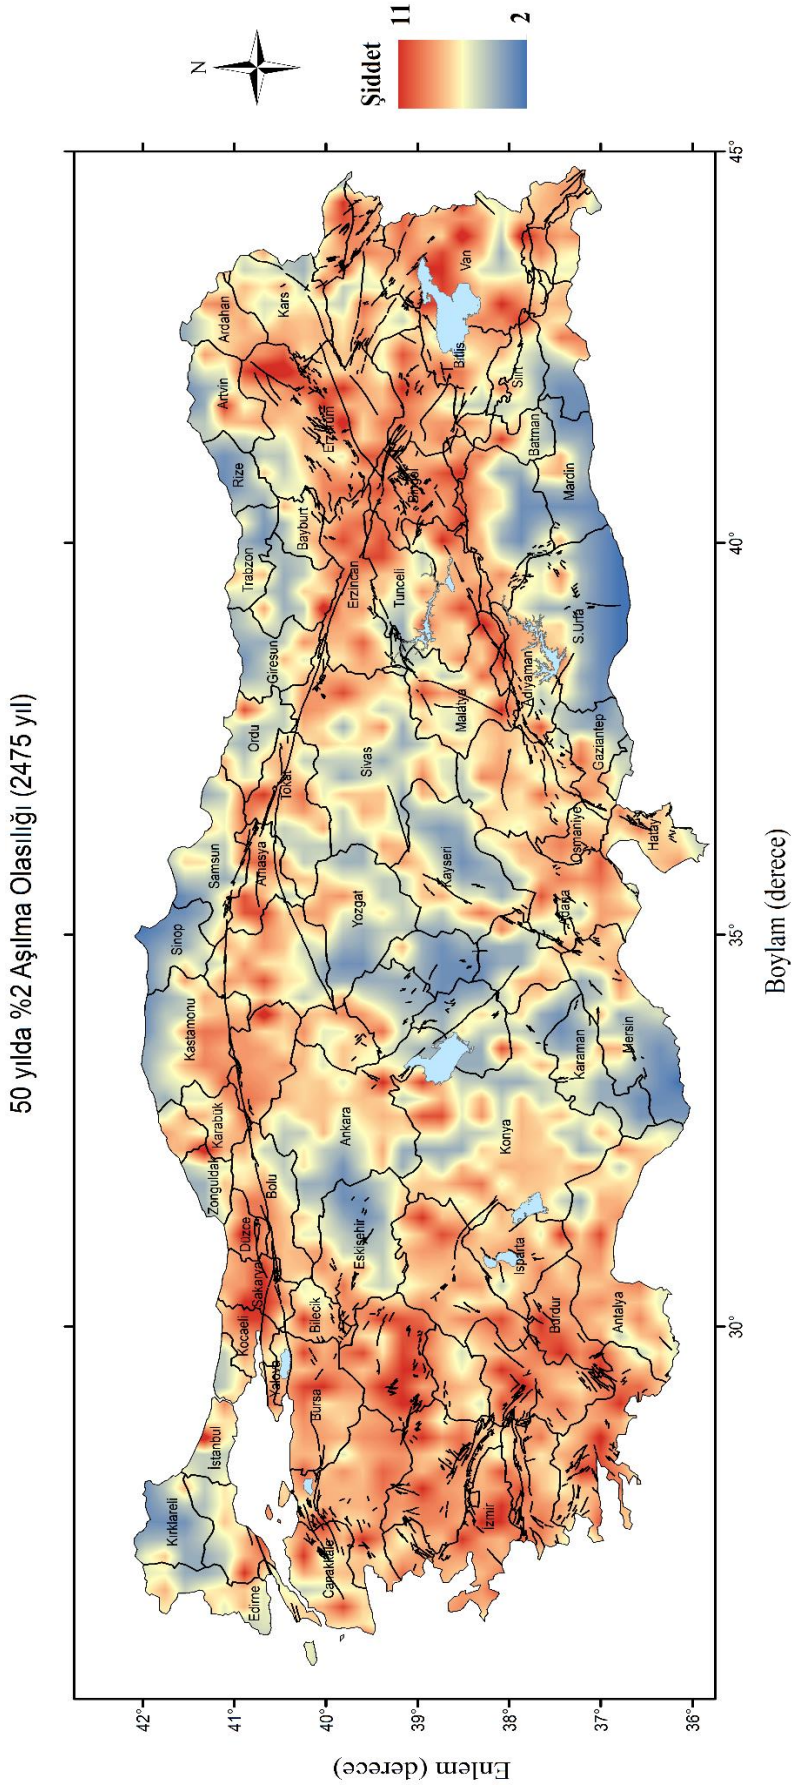 50 yılda %2 Aşılma Olasılığı (2475 yıl)
N
Şiddet
11
2
Enlem (derece)
42°
41°
40°
39°
38°
37°
36°
30°
35°
40°
45°
Boylam (derece)
Kırklareli
Edirne
İstanbul
Kocaeli
Yalova
Sakarya
Düzce
Zonguldak
Karabük
Bolu
Kastamonu
Sinop
Samsun
Amasya
Tokat
Ordu
Giresun
Trabzon
Rize
Artvin
Ardahan
Kars
Bayburt
Erzurum
Erzincan
Çanakkale
Bursa
Bilecik
Eskişehir
Ankara
Yozgat
Sivas
Tunceli
Bingöl
Bitlis
Van
İzmir
Isparta
Burdur
Antalya
Konya
Karaman
Mersin
Kayseri
Adana
Osmaniye
Hatay
Malatya
Adıyaman
Gaziantep
S.Urfa
Mardin
Batman
Siirt